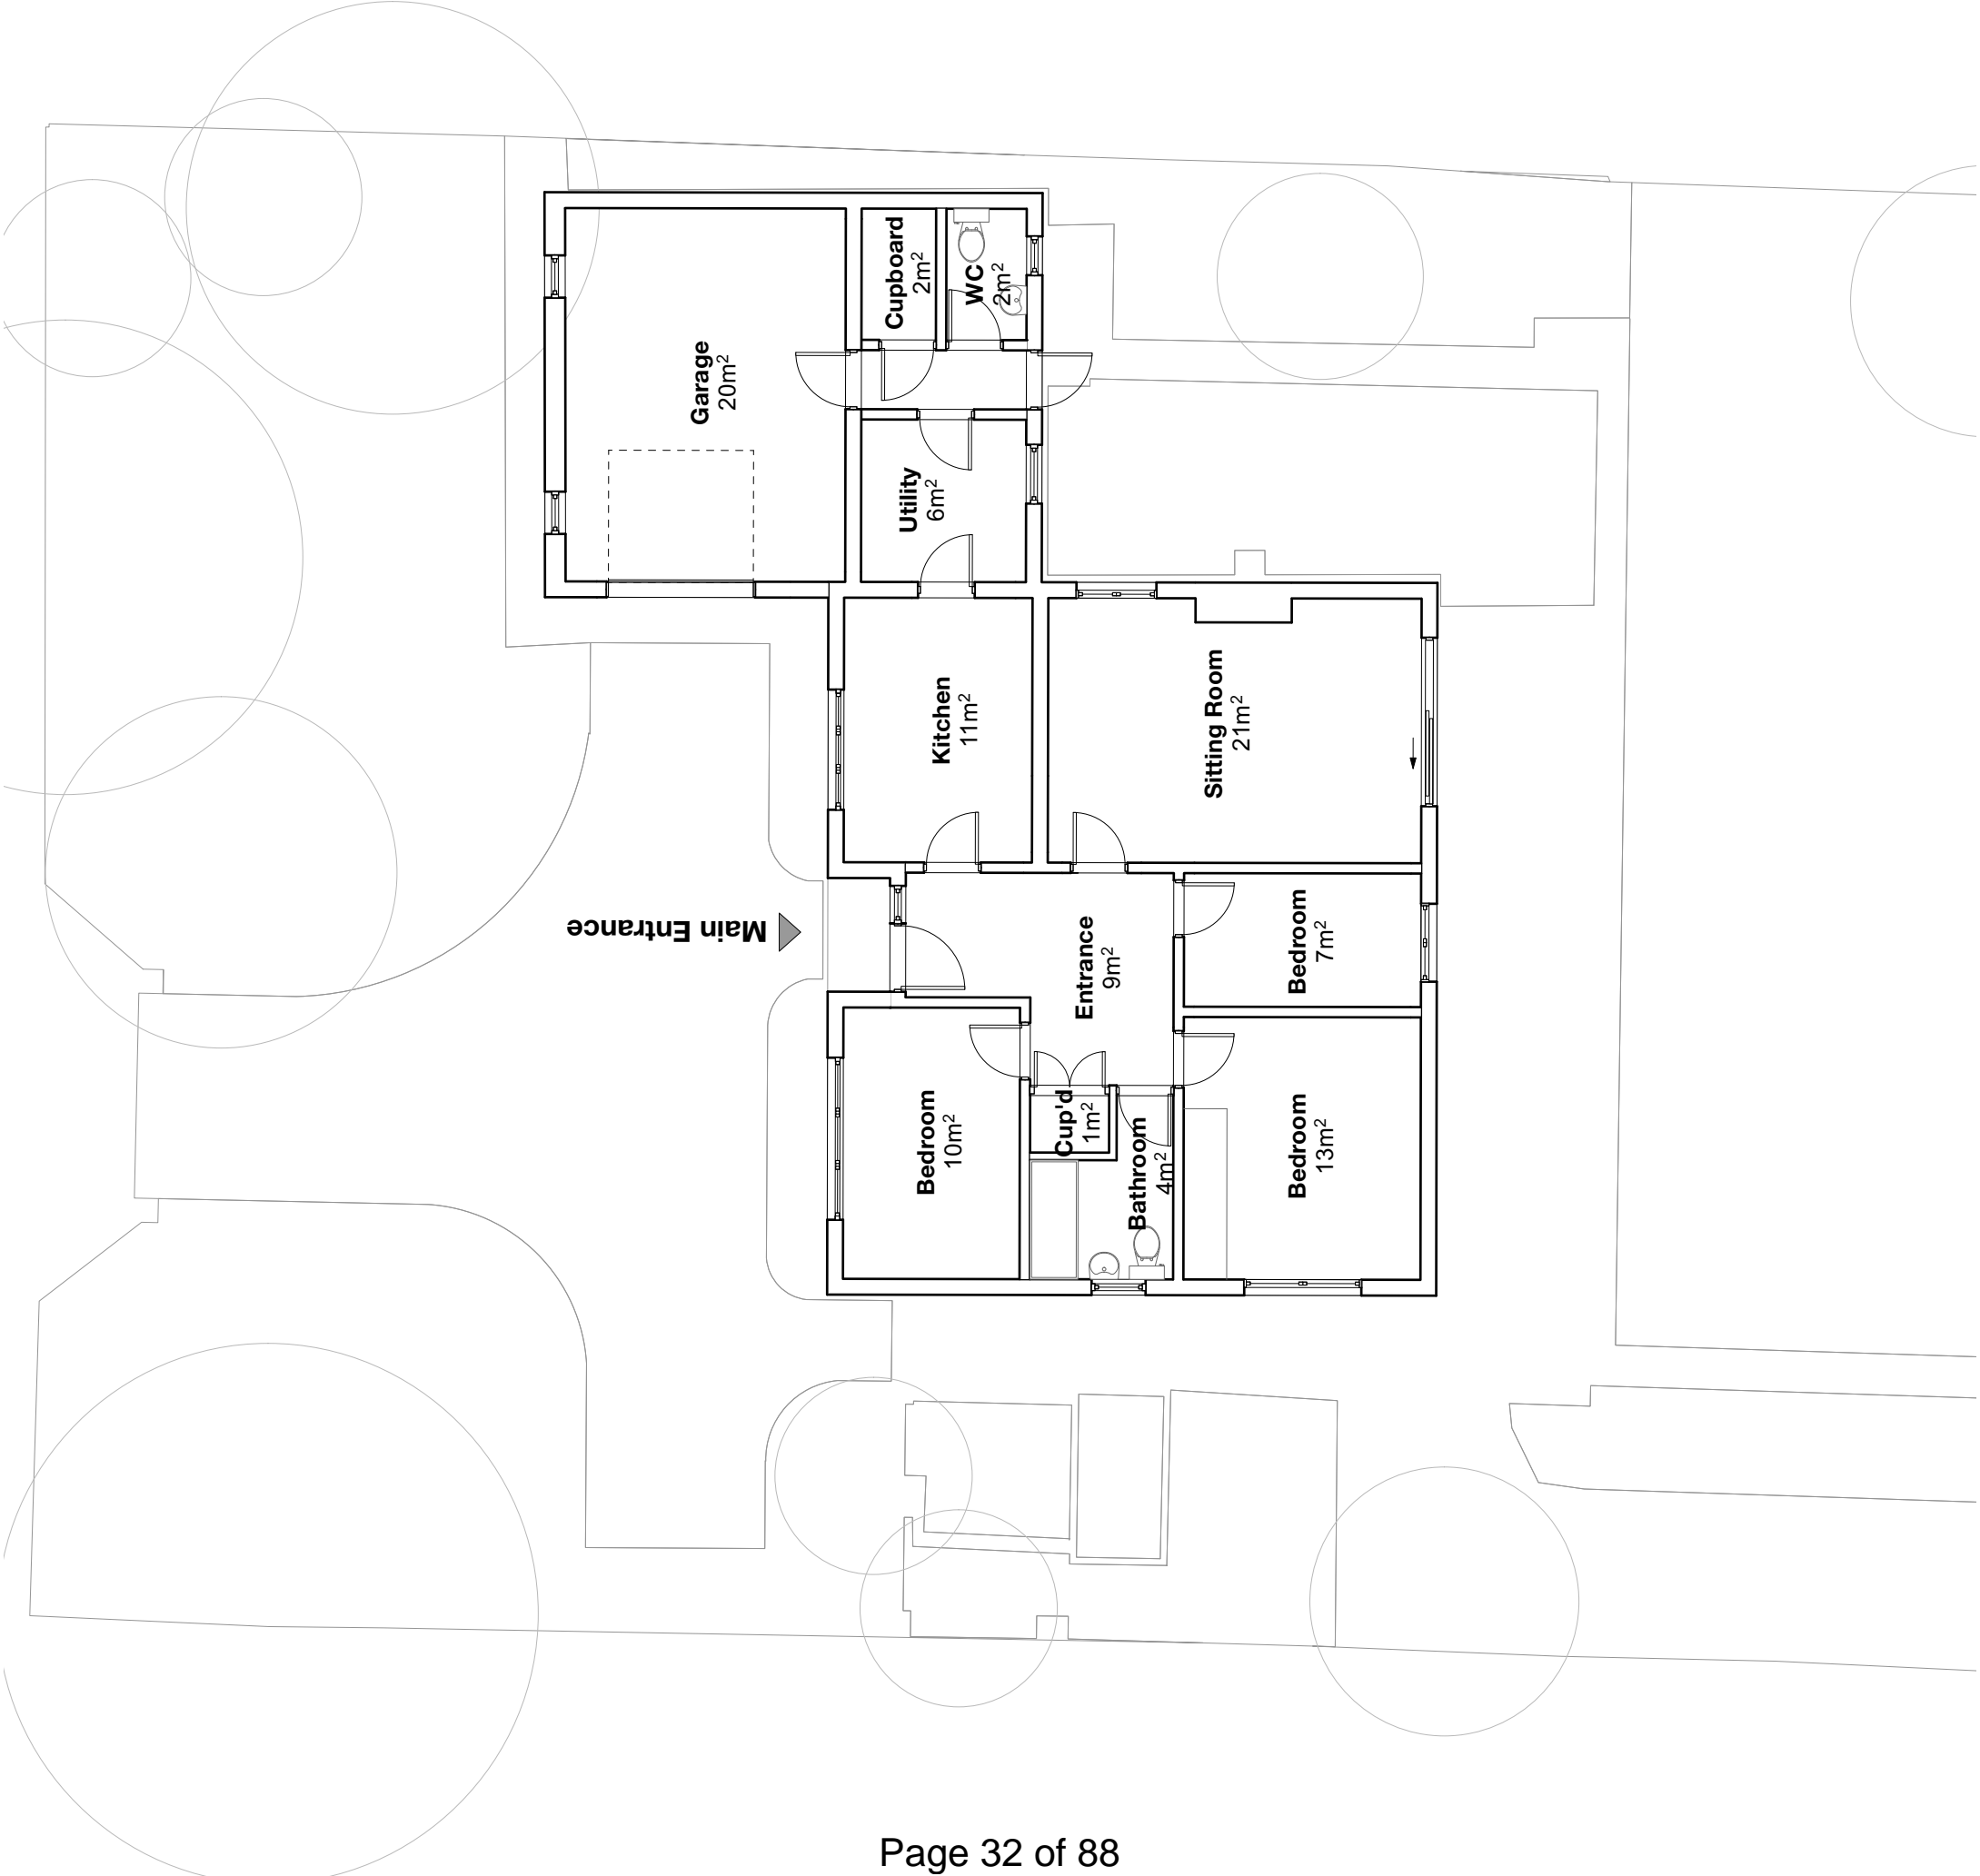 Cupboard
2m²
WC
2m²
Garage
20m²
Utility
6m²
Kitchen
11m²
Sitting Room
21m²
Main Entrance
Entrance
9m²
Bedroom
7m²
Bedroom
10m²
Cup'd
1m²
Bathroom
4m²
Bedroom
13m²
Page 32 of 88